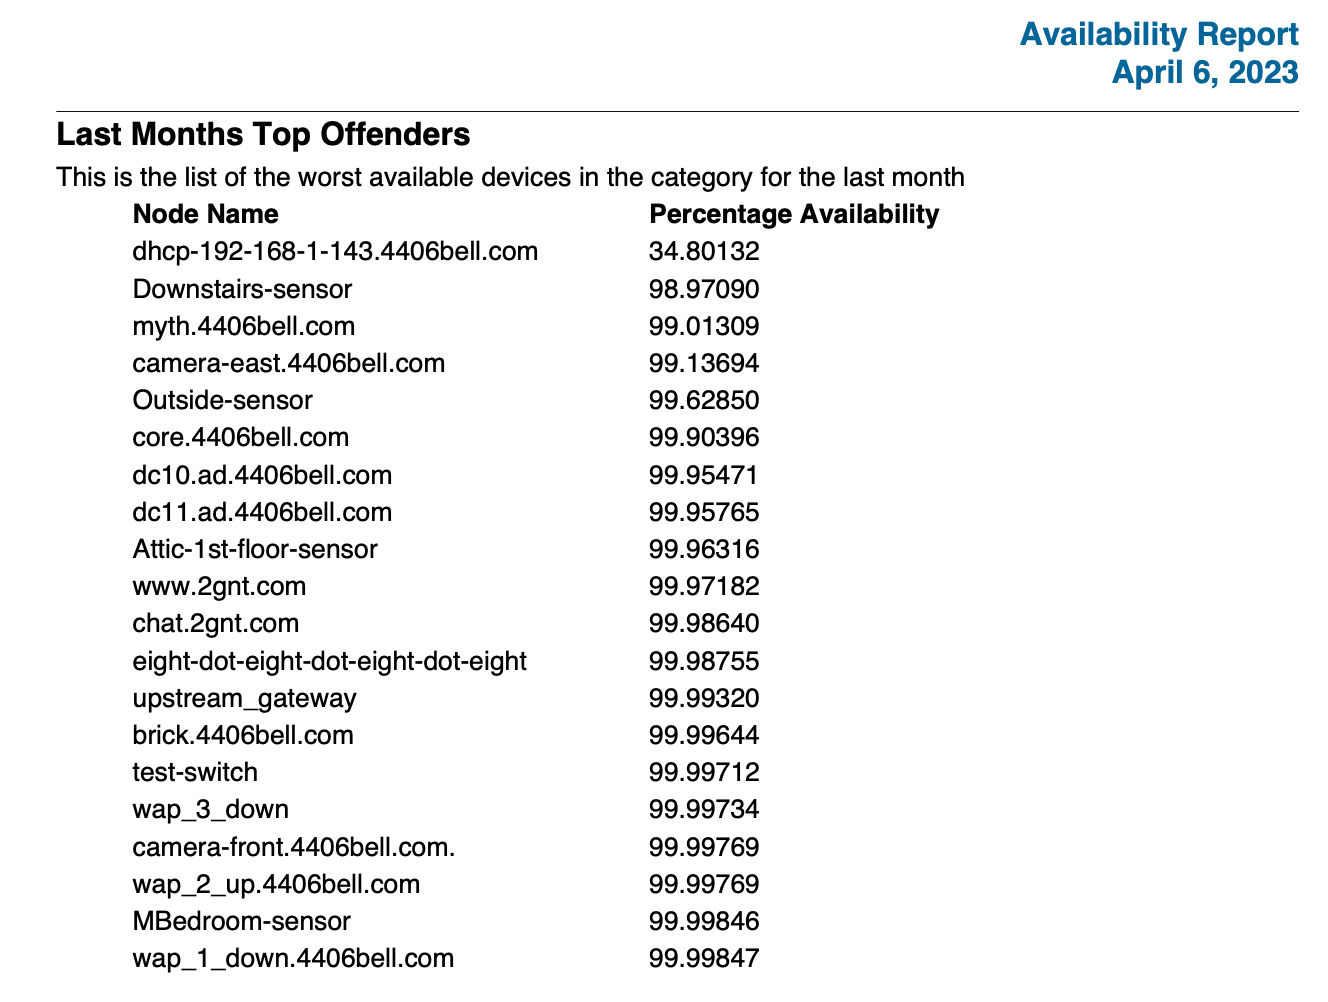 Availability Report
April 6, 2023
Last Months Top Offenders
This is the list of the worst available devices in the category for the last month
Node Name Percentage Availability
dhcp-192-168-1-143.4406bell.com 34.80132
Downstairs-sensor 98.97090
myth.4406bell.com 99.01309
camera-east.4406bell.com 99.13694
Outside-sensor 99.62850
core.4406bell.com 99.90396
dc10.ad.4406bell.com 99.95471
dc11.ad.4406bell.com 99.95765
Attic-1st-floor-sensor 99.96316
www.2gnt.com 99.97182
chat.2gnt.com 99.98640
eight-dot-eight-dot-eight-dot-eight 99.98755
upstream_gateway 99.99320
brick.4406bell.com 99.99644
test-switch 99.99712
wap_3_down 99.99734
camera-front.4406bell.com. 99.99769
wap_2_up.4406bell.com 99.99769
MBedroom-sensor 99.99846
wap_1_down.4406bell.com 99.99847